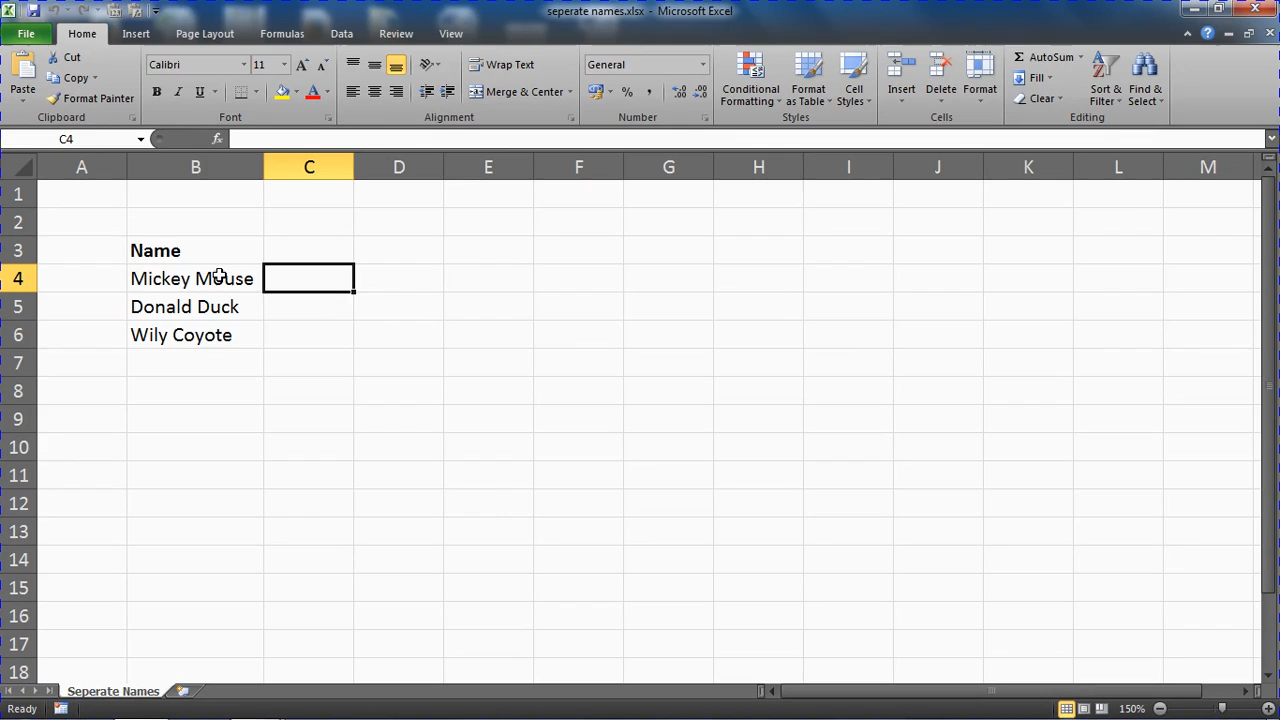 seperate names.xlsx - Microsoft Excel
File Home Insert Page Layout Formulas Data Review View
Paste
Cut
Copy
Format Painter
Clipboard
Calibri 11
B I U
Font
Wrap Text
Merge & Center
Alignment
General
Number
Conditional Formatting
Format as Table
Cell Styles
Styles
Insert
Delete
Format
Cells
Σ AutoSum
Fill
Clear
Sort & Filter
Find & Select
Editing
C4 fx
A B C D E F G H I J K L M
1
2
3 Name
4 Mickey Mouse
5 Donald Duck
6 Wily Coyote
7
8
9
10
11
12
13
14
15
16
17
18
Seperate Names
Ready 150%